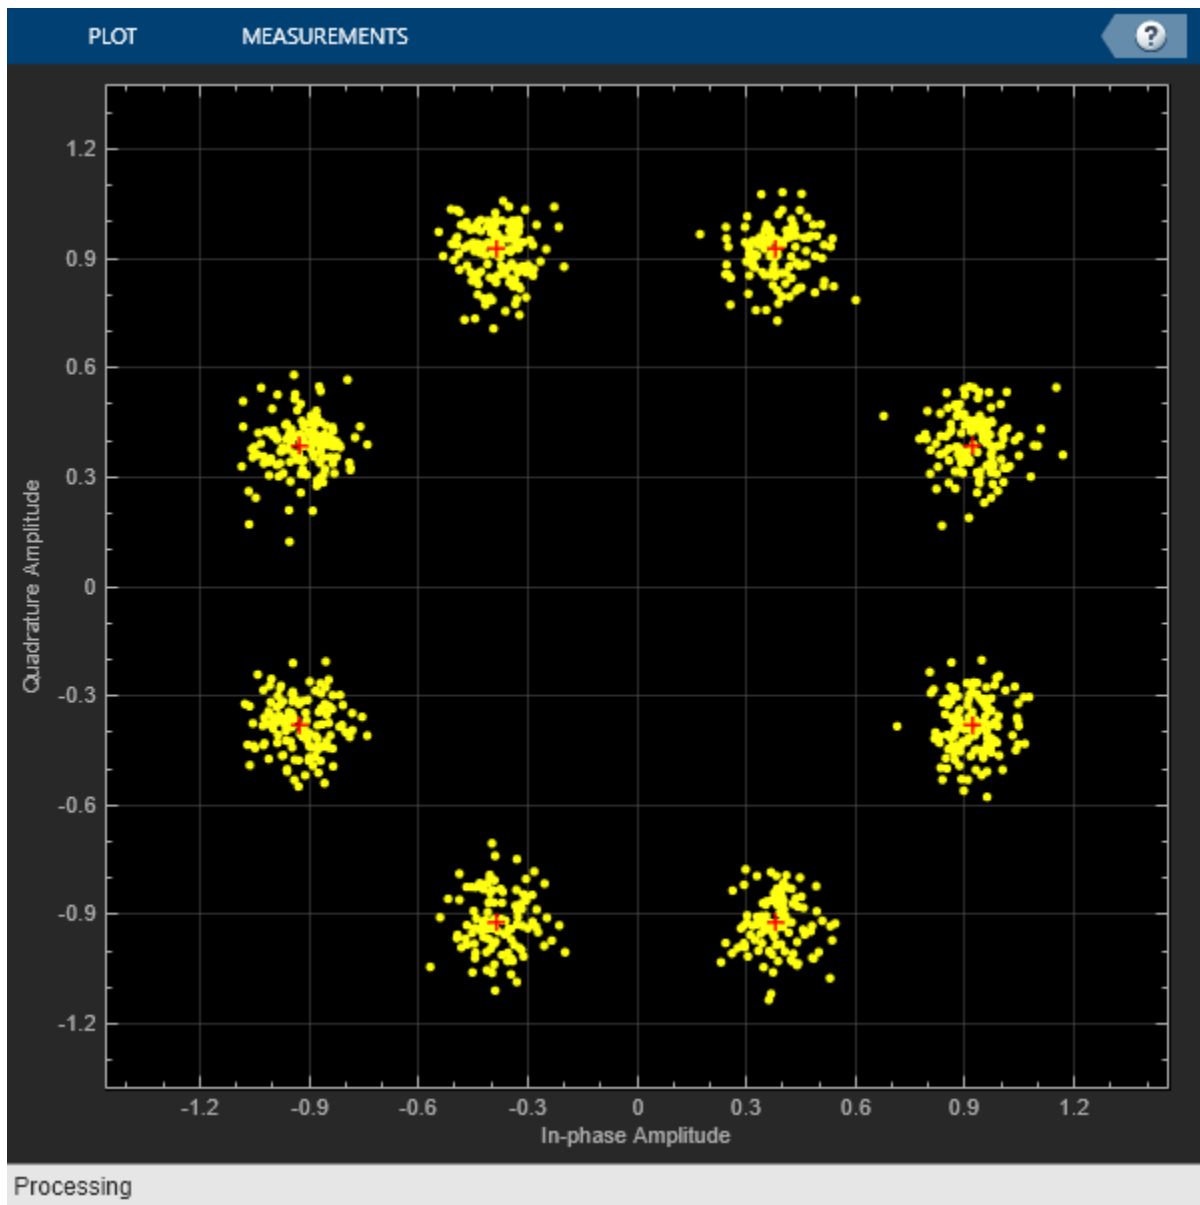 PLOT MEASUREMENTS ?
1.2
0.9
0.6
0.3
0
-0.3
-0.6
-0.9
-1.2
Quadrature Amplitude
-1.2 -0.9 -0.6 -0.3 0 0.3 0.6 0.9 1.2
In-phase Amplitude
Processing